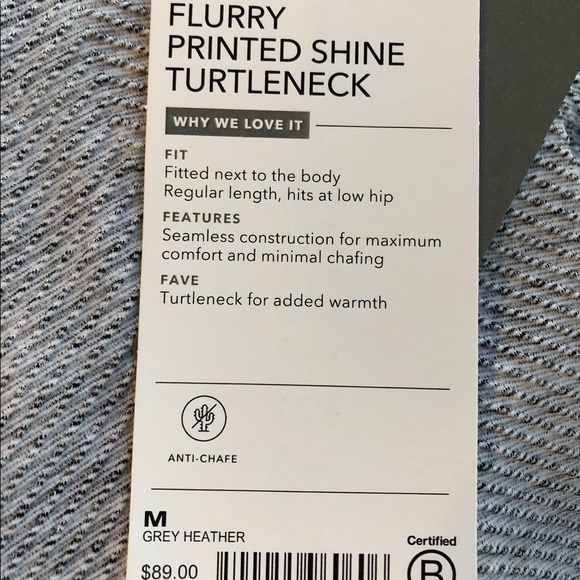 FLURRY
PRINTED SHINE
TURTLENECK
WHY WE LOVE IT
FIT
Fitted next to the body
Regular length, hits at low hip
FEATURES
Seamless construction for maximum
comfort and minimal chafing
FAVE
Turtleneck for added warmth
ANTI-CHAFE
M
GREY HEATHER
$89.00
Certified
B